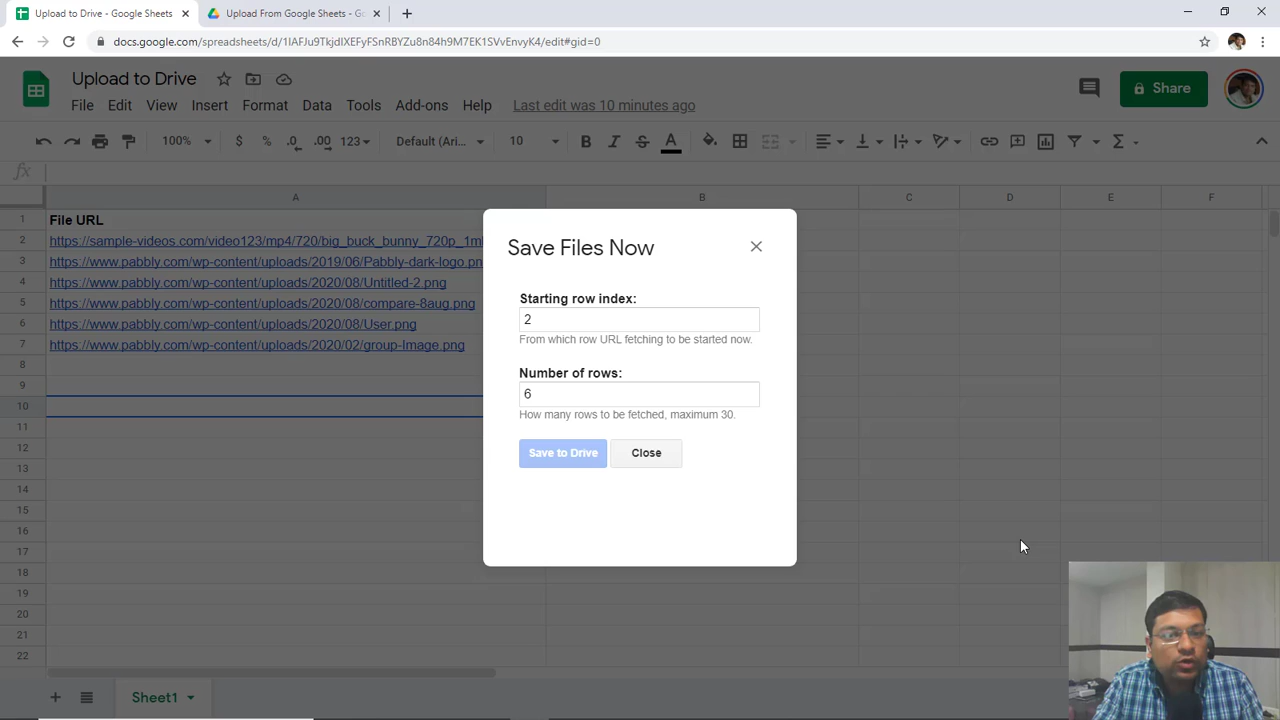 Upload to Drive - Google Sheets
Upload From Google Sheets - Go
docs.google.com/spreadsheets/d/1IAFJu9TkjdIXEFyFSnRBYZu8n84h9M7EK1SVvEnvyK4/edit#gid=0
Upload to Drive
File Edit View Insert Format Data Tools Add-ons Help Last edit was 10 minutes ago
Share
100% $ % .0 .00 123 Default (Ari... 10 B I S A
fx
A B C D E F
1 File URL
2 https://sample-videos.com/video123/mp4/720/big_buck_bunny_720p_1m
3 https://www.pabbly.com/wp-content/uploads/2019/06/Pabbly-dark-logo.pn
4 https://www.pabbly.com/wp-content/uploads/2020/08/Untitled-2.png
5 https://www.pabbly.com/wp-content/uploads/2020/08/compare-8aug.png
6 https://www.pabbly.com/wp-content/uploads/2020/08/User.png
7 https://www.pabbly.com/wp-content/uploads/2020/02/group-Image.png
8
9
10
11
12
13
14
15
16
17
18
19
20
21
22
Save Files Now
Starting row index:
2
From which row URL fetching to be started now.
Number of rows:
6
How many rows to be fetched, maximum 30.
Save to Drive Close
Sheet1